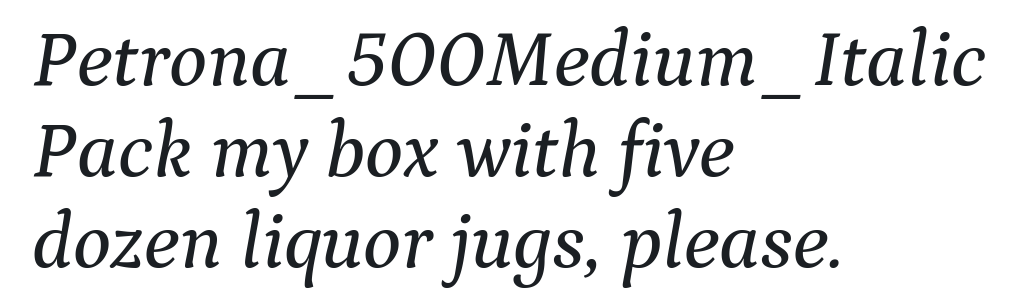 Petrona_500Medium_Italic
Pack my box with five
dozen liquor jugs, please.